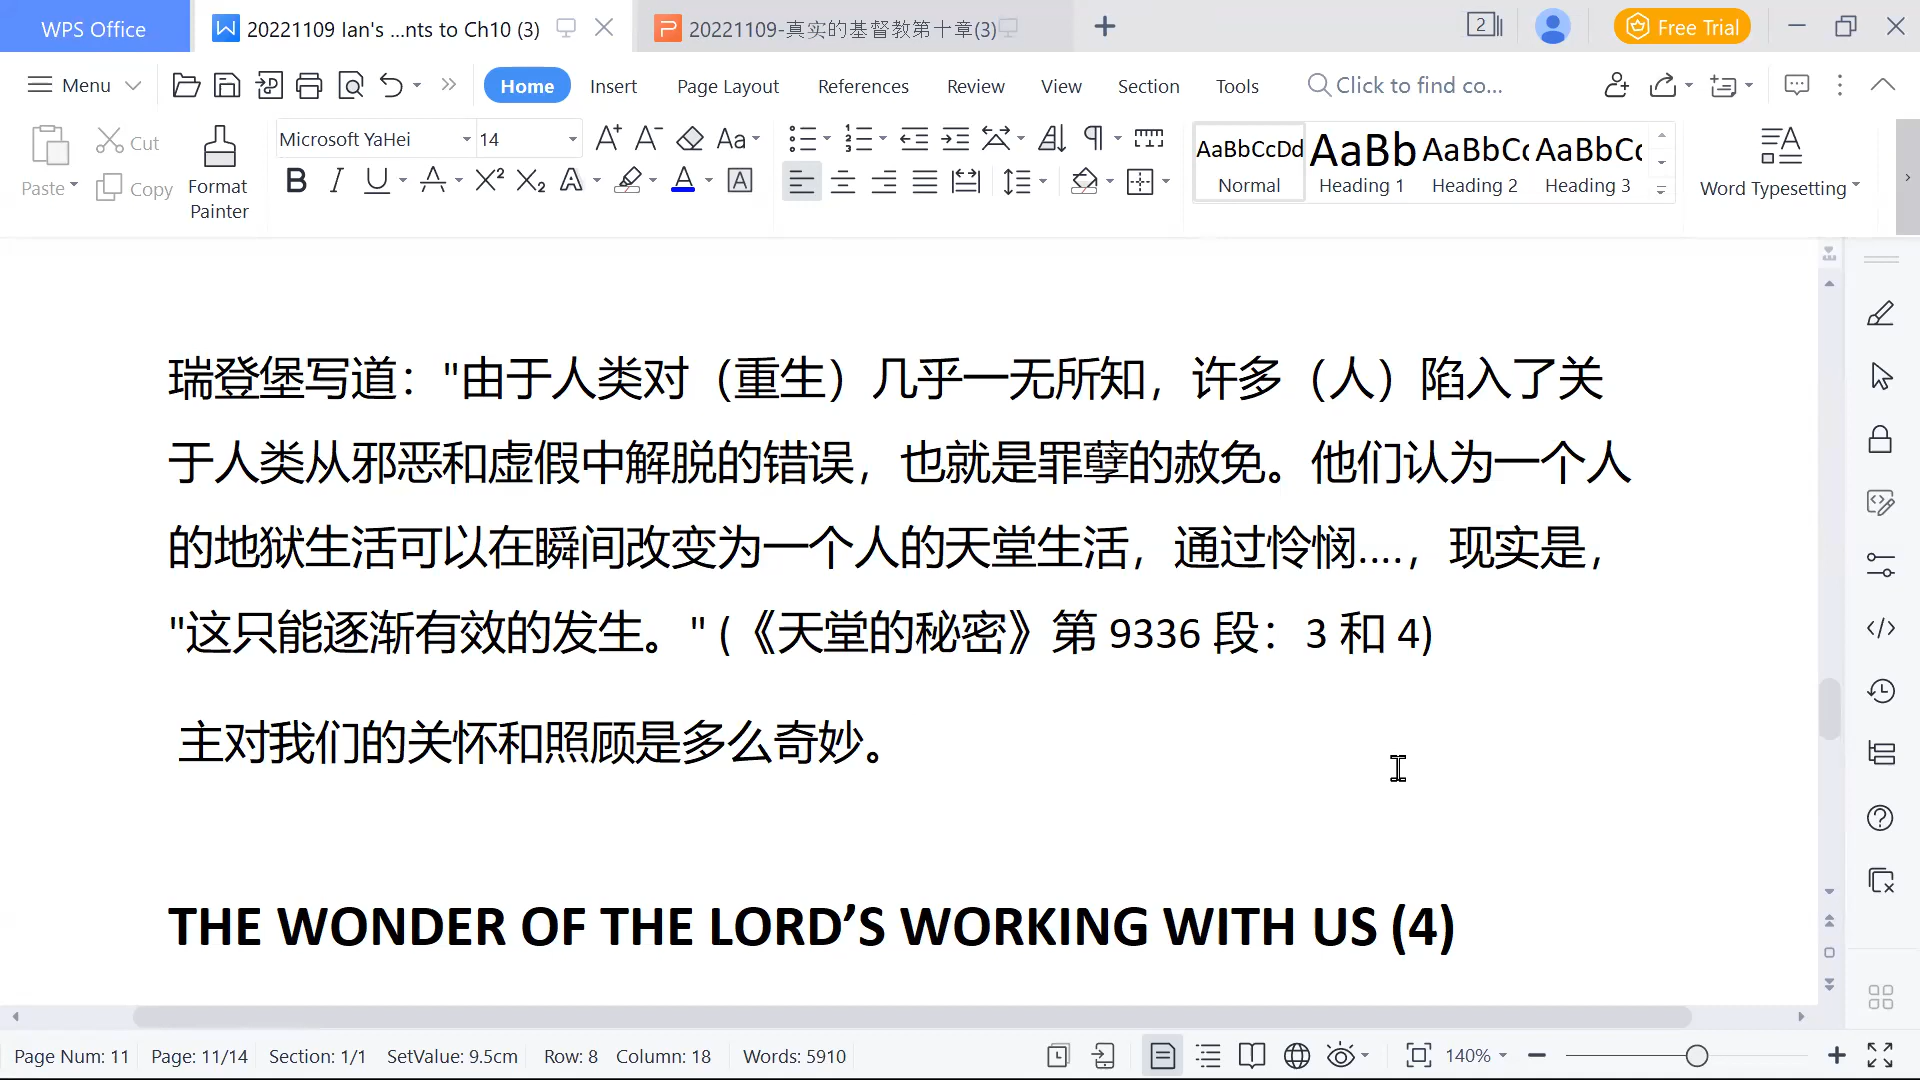 WPS Office
20221109 Ian's ...nts to Ch10 (3)
20221109-真实的基督教第十章(3)
2
Free Trial
Menu
Home
Insert
Page Layout
References
Review
View
Section
Tools
Click to find co...
Paste
Cut
Copy
Format Painter
Microsoft YaHei
14
AaBbCcDd
Normal
AaBb
Heading 1
AaBbCc
Heading 2
AaBbCc
Heading 3
Word Typesetting
瑞登堡写道："由于人类对（重生）几乎一无所知，许多（人）陷入了关
于人类从邪恶和虚假中解脱的错误，也就是罪孽的赦免。他们认为一个人
的地狱生活可以在瞬间改变为一个人的天堂生活，通过怜悯....，现实是，
"这只能逐渐有效的发生。" (《天堂的秘密》第 9336 段：3 和 4)
主对我们的关怀和照顾是多么奇妙。
THE WONDER OF THE LORD’S WORKING WITH US (4)
Page Num: 11
Page: 11/14
Section: 1/1
SetValue: 9.5cm
Row: 8
Column: 18
Words: 5910
140%